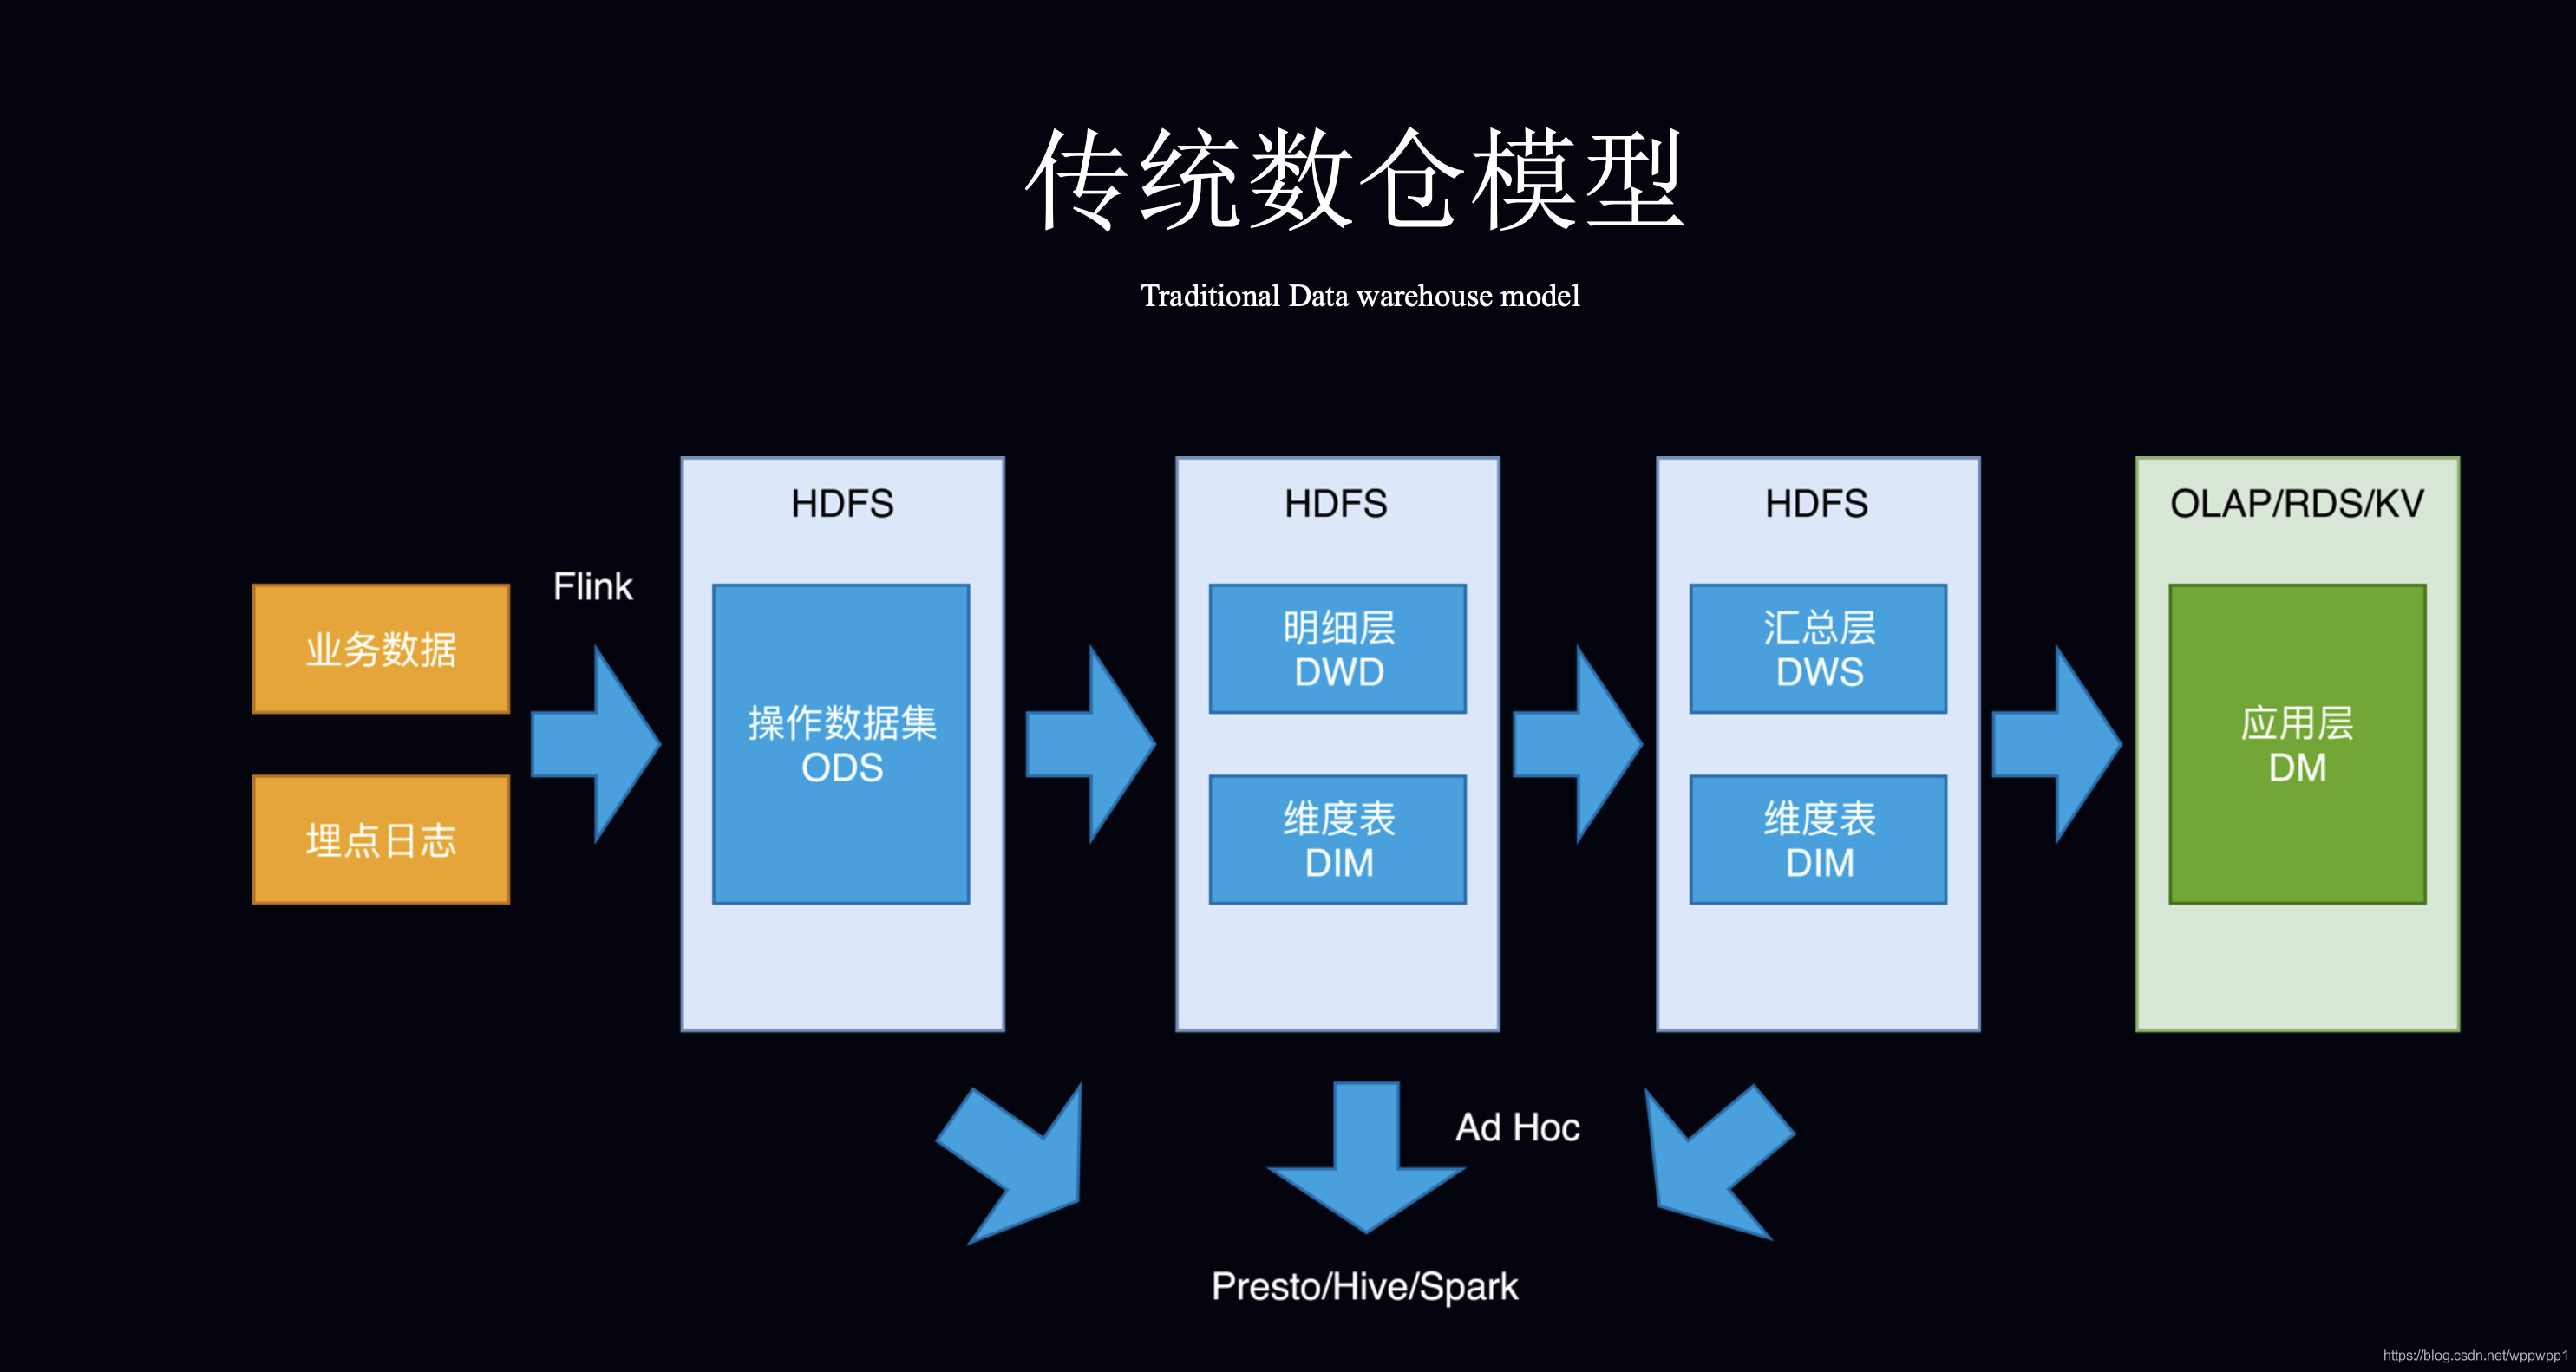 传统数仓模型
Traditional Data warehouse model
业务数据
埋点日志
Flink
HDFS
操作数据集
ODS
HDFS
明细层
DWD
维度表
DIM
HDFS
汇总层
DWS
维度表
DIM
OLAP/RDS/KV
应用层
DM
Ad Hoc
Presto/Hive/Spark
https://blog.csdn.net/wppwpp1